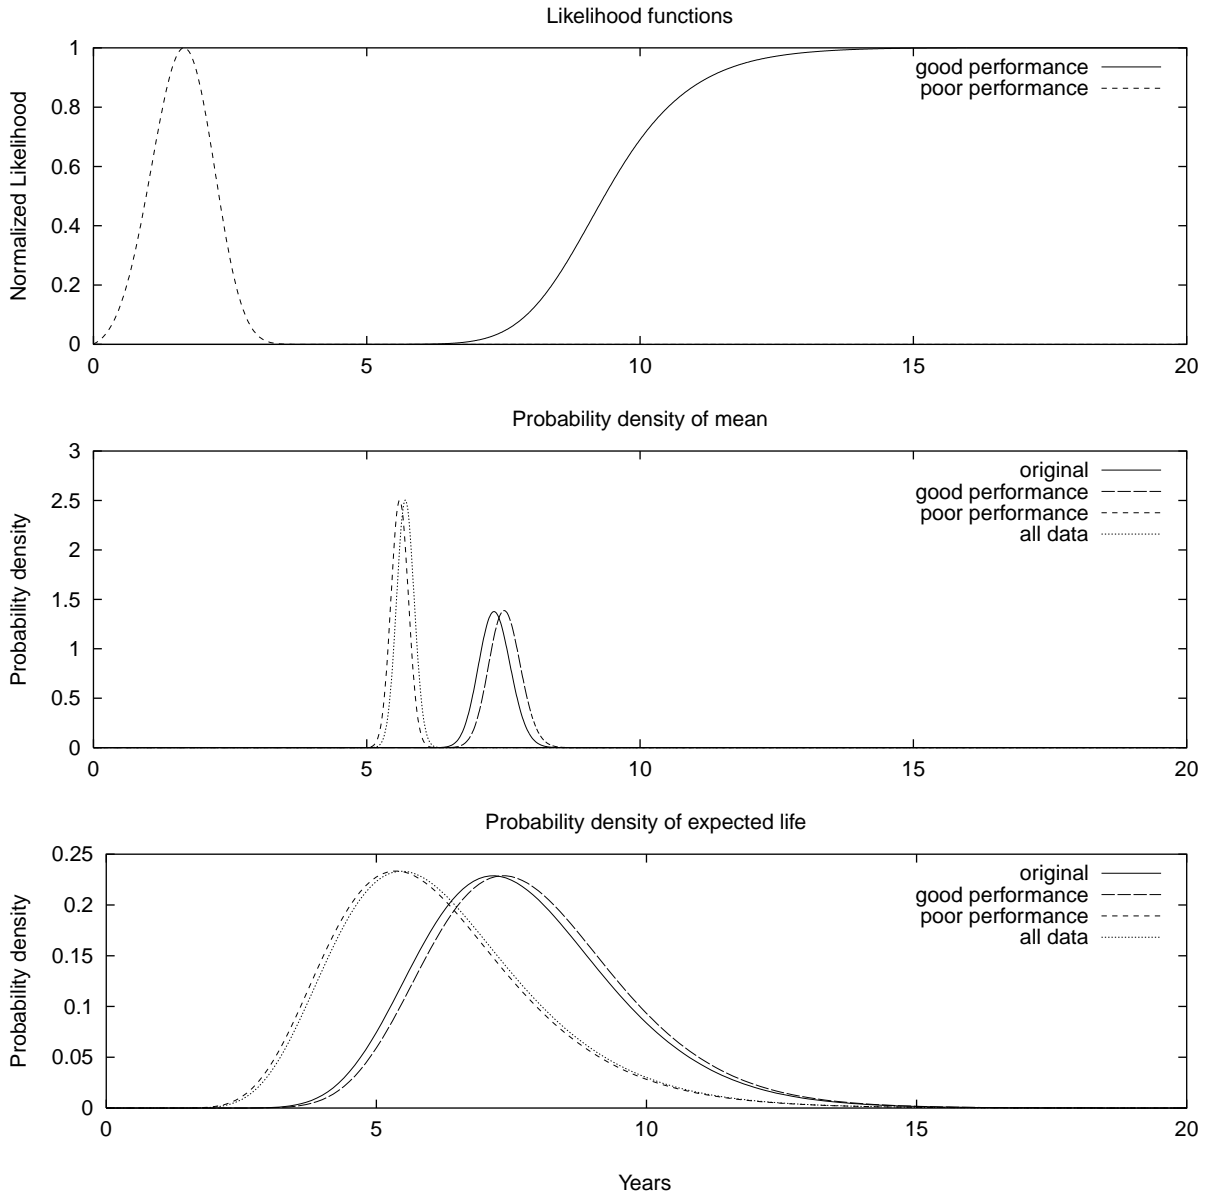 Likelihood functions
Normalized Likelihood
1
0.8
0.6
0.4
0.2
0
good performance
poor performance
0 5 10 15 20
Probability density of mean
Probability density
3
2.5
2
1.5
1
0.5
0
original
good performance
poor performance
all data
0 5 10 15 20
Probability density of expected life
Probability density
0.25
0.2
0.15
0.1
0.05
0
original
good performance
poor performance
all data
0 5 10 15 20
Years